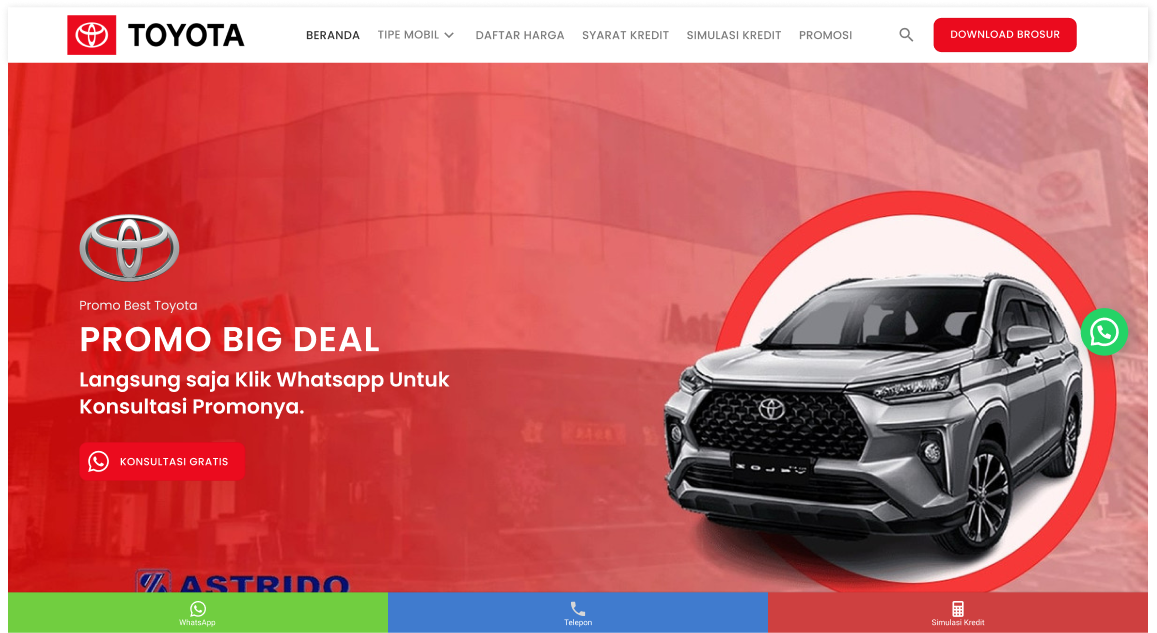 TOYOTA
BERANDA
TIPE MOBIL
DAFTAR HARGA
SYARAT KREDIT
SIMULASI KREDIT
PROMOSI
DOWNLOAD BROSUR
Promo Best Toyota
PROMO BIG DEAL
Langsung saja Klik Whatsapp Untuk
Konsultasi Promonya.
KONSULTASI GRATIS
ASTRIDO
WhatsApp
Telepon
Simulasi Kredit